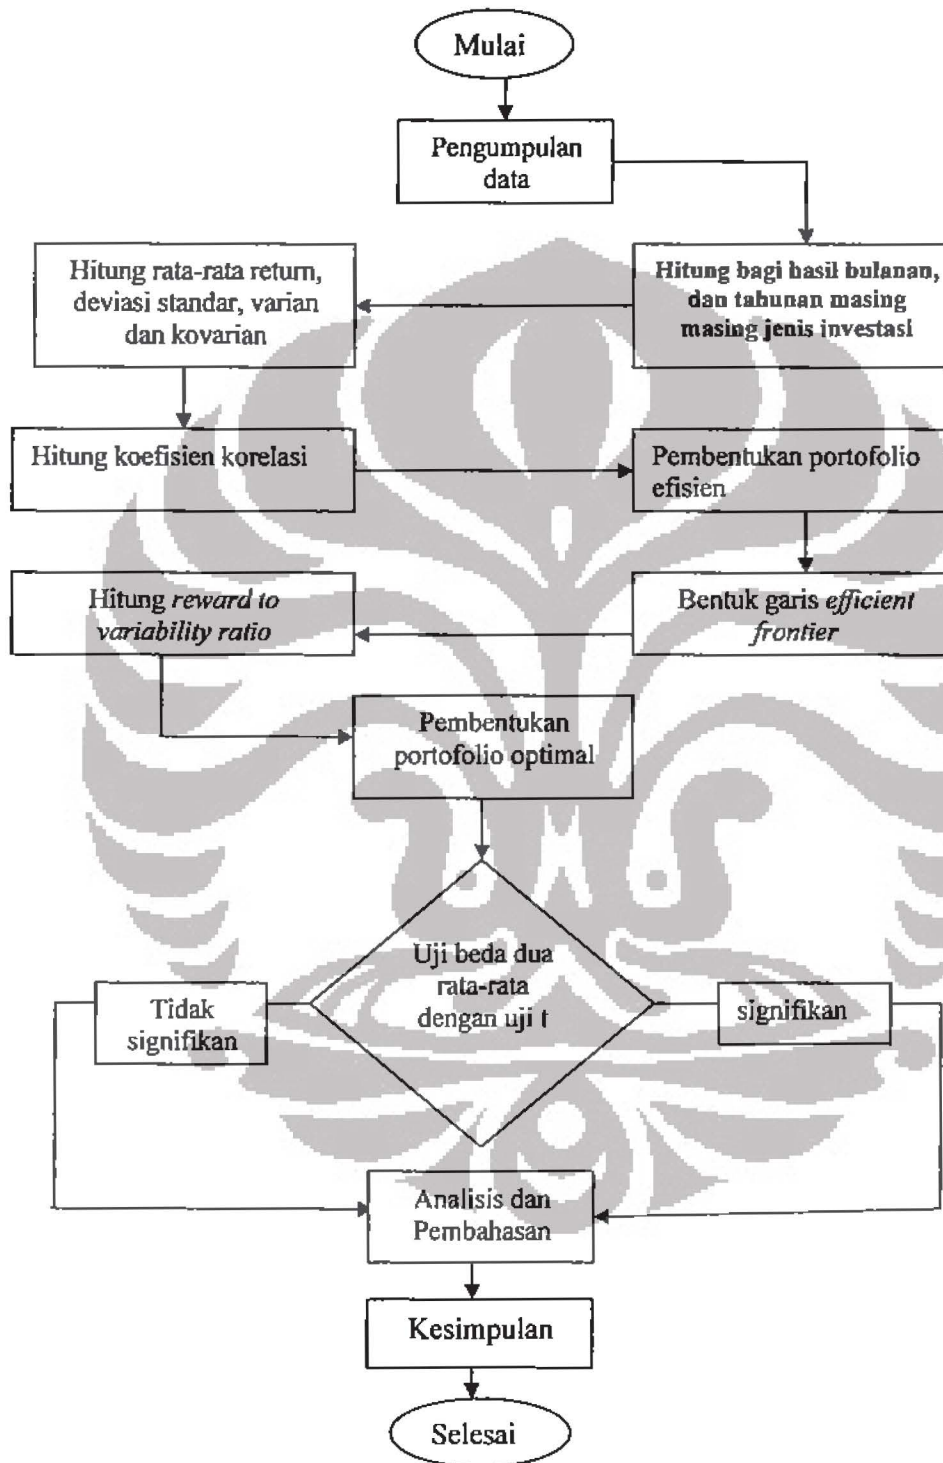 Mulai
Pengumpulan
data
Hitung bagi hasil bulanan,
dan tahunan masing
masing jenis investasi
Hitung rata-rata return,
deviasi standar, varian
dan kovarian
Hitung koefisien korelasi
Pembentukan portofolio
efisien
Bentuk garis efficient
frontier
Hitung reward to
variability ratio
Pembentukan
portofolio optimal
Uji beda dua
rata-rata
dengan uji t
Tidak
signifikan
signifikan
Analisis dan
Pembahasan
Kesimpulan
Selesai